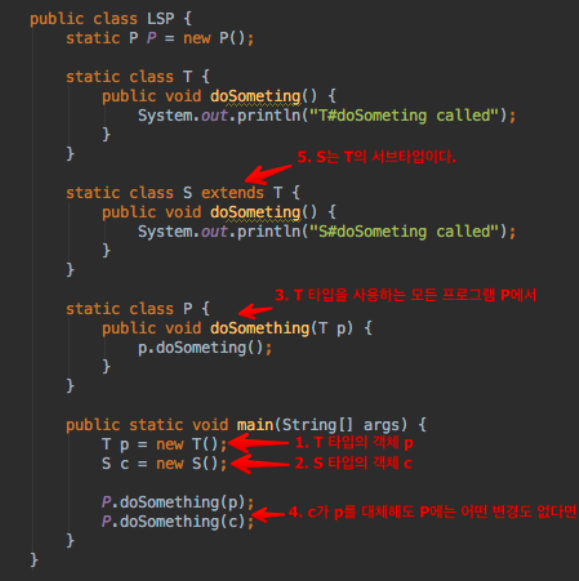 public class LSP {
static P P = new P();
static class T {
public void doSometing() {
System.out.println("T#doSometing called");
}
}
5. S는 T의 서브타입이다.
static class S extends T {
public void doSometing() {
System.out.println("S#doSometing called");
}
}
3. T 타입을 사용하는 모든 프로그램 P에서
static class P {
public void doSomething(T p) {
p.doSometing();
}
}
public static void main(String[] args) {
T p = new T(); 1. T 타입의 객체 p
S c = new S(); 2. S 타입의 객체 c
P.doSomething(p);
P.doSomething(c); 4. c가 p를 대체해도 P에는 어떤 변경도 없다면
}
}